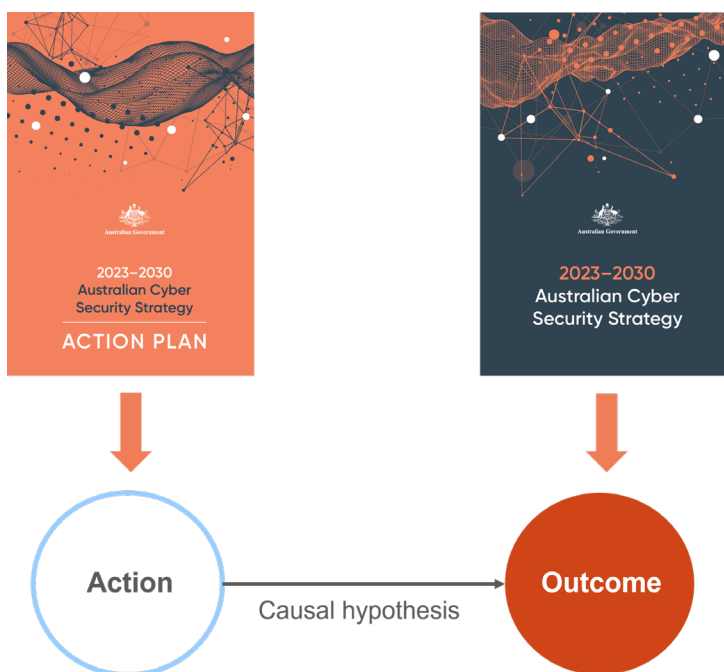 Australian Government
2023–2030
Australian Cyber
Security Strategy
ACTION PLAN
Australian Government
2023–2030
Australian Cyber
Security Strategy
Action
Causal hypothesis
Outcome